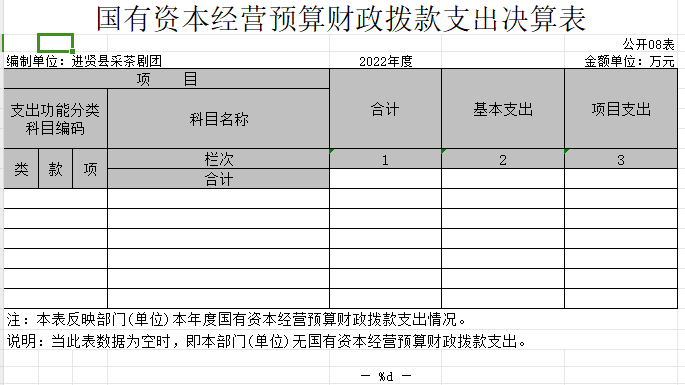 国有资本经营预算财政拨款支出决算表
公开08表
编制单位：进贤县采茶剧团 2022年度 金额单位：万元
项 目
支出功能分类科目编码 科目名称 合计 基本支出 项目支出
类 款 项 栏次 1 2 3
合计
注：本表反映部门(单位)本年度国有资本经营预算财政拨款支出情况。
说明：当此表数据为空时，即本部门(单位)无国有资本经营预算财政拨款支出。
— %d —